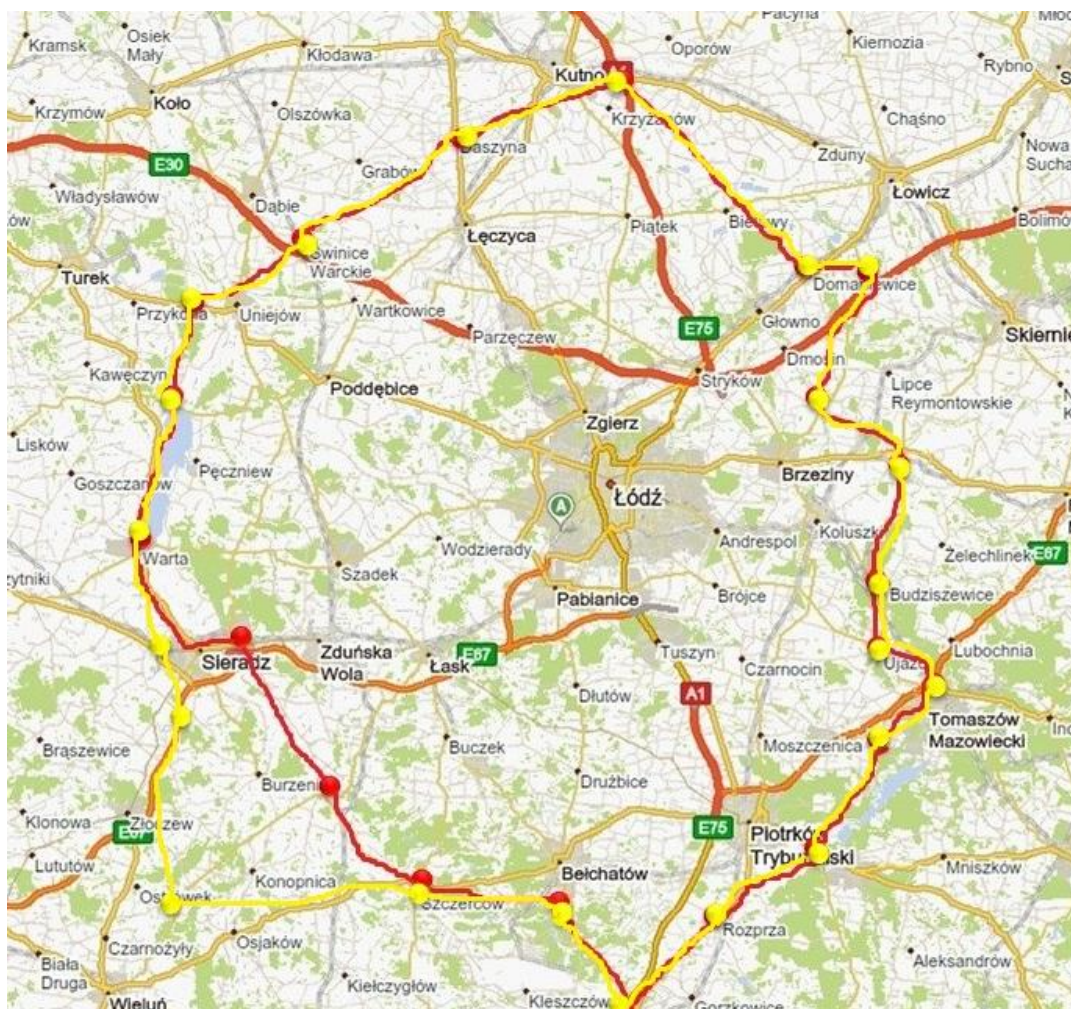 Osiek
Mały
Kramsk
Kłodawa
Pacyna
Oporów
Kiernozia
Rybno
Kutno
Koło
Krzymów
Olszówka
Krzyżanów
Chąśno
Nowa
Sucha
Daszyna
Zduny
E30
Grabów
Władysławów
Dąbie
Łowicz
Bolimów
Łęczyca
Piątek
Bielawy
Świnice
Warckie
Turek
Domaniewice
Przykona
Uniejów
Wartkowice
Głowno
Parzęczew
E75
Skiernie
Dmosin
Kawęczyn
Poddębice
Stryków
Lipce
Reymontowskie
Zgierz
Lisków
Pęczniew
Goszczanów
Brzeziny
Łódź
A
Koluszki
Wodzierady
Andrespol
Żelechlinek
E67
Warta
Szadek
Pabianice
Brójce
Budziszewice
Sieradz
Zduńska
Wola
Łask
E67
Tuszyn
Czarnocin
Lubochnia
Ujazd
Dłutów
A1
Tomaszów
Mazowiecki
Brąszewice
Buczek
Moszczenica
Burzenin
Drużbice
Klonowa
Złoczew
E67
E75
Piotrków
Trybunalski
Lututów
Konopnica
Bełchatów
Mniszków
Ostrówek
Szczerców
Rozprza
Czarnożyły
Osjaków
Aleksandrów
Biała
Druga
Kiełczygłów
Wieluń
Kleszczów
Gorzkowice